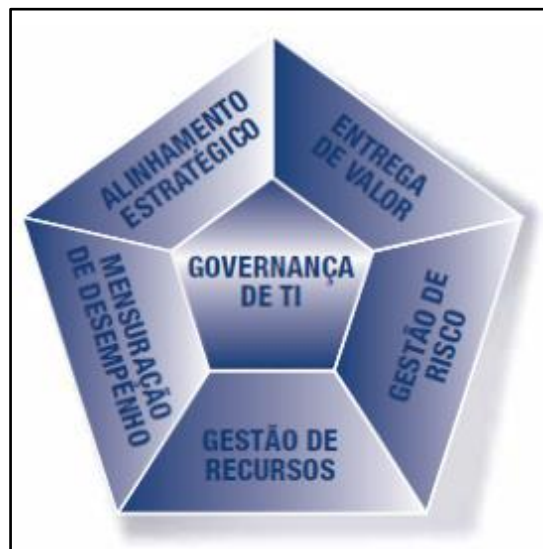 ALINHAMENTO
ESTRATÉGICO
ENTREGA
DE VALOR
GOVERNANÇA
DE TI
MENSURAÇÃO
DE DESEMPENHO
GESTÃO DE
RISCO
GESTÃO DE
RECURSOS